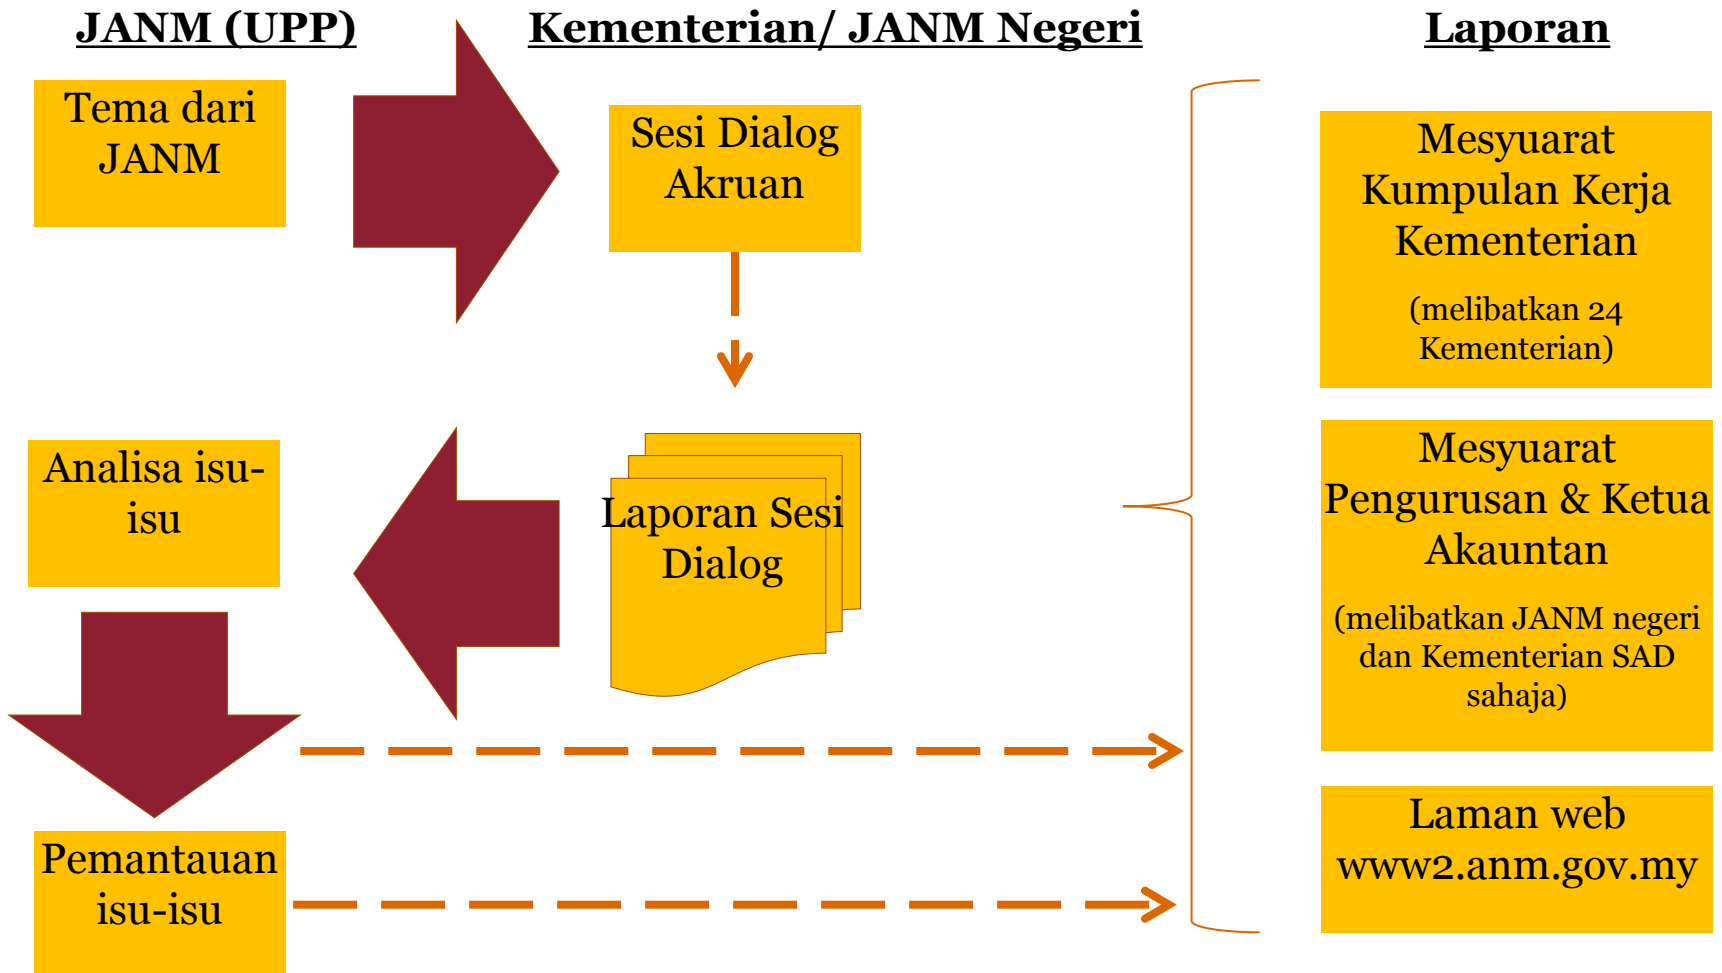 JANM (UPP)
Kementerian/ JANM Negeri
Laporan
Tema dari
JANM
Sesi Dialog
Akruan
Mesyuarat
Kumpulan Kerja
Kementerian
(melibatkan 24
Kementerian)
Analisa isu-
isu
Laporan Sesi
Dialog
Mesyuarat
Pengurusan & Ketua
Akauntan
(melibatkan JANM negeri
dan Kementerian SAD
sahaja)
Pemantauan
isu-isu
Laman web
www2.anm.gov.my